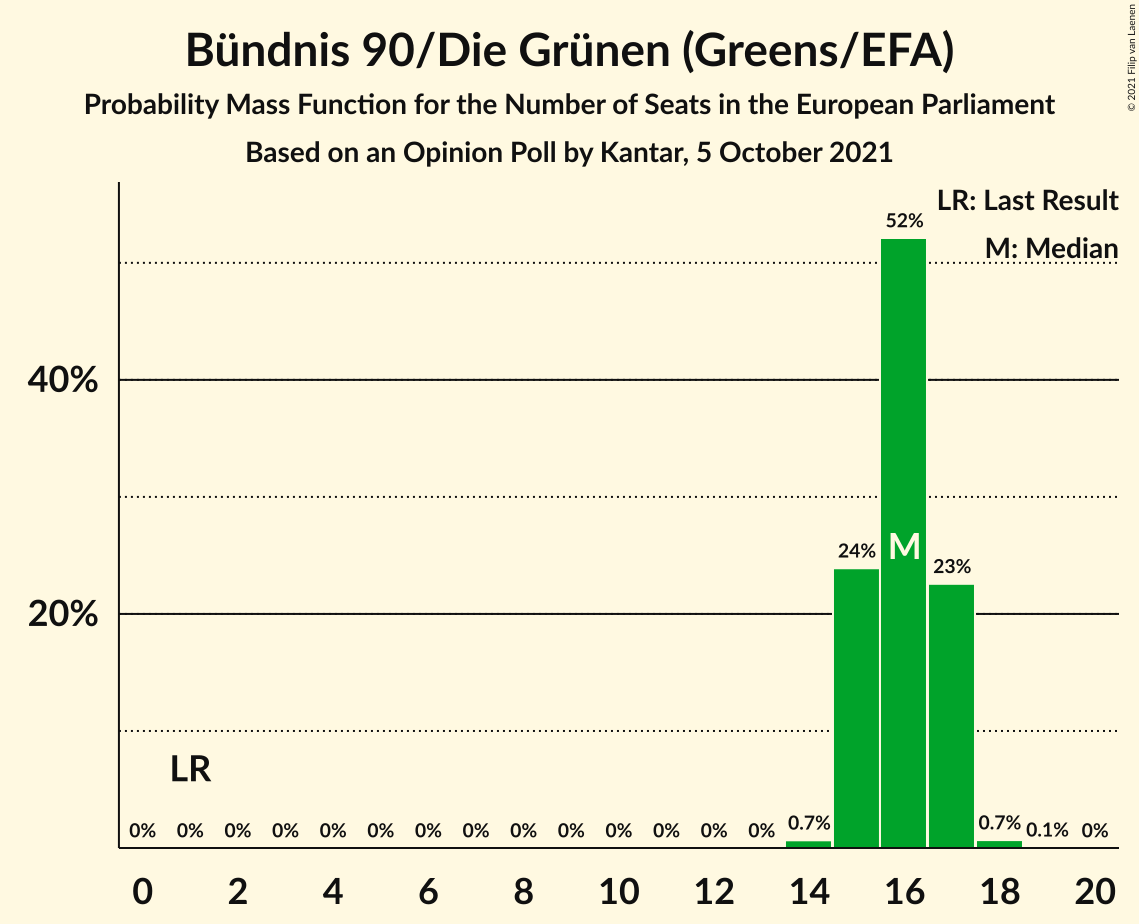 Bündnis 90/Die Grünen (Greens/EFA)
Probability Mass Function for the Number of Seats in the European Parliament
Based on an Opinion Poll by Kantar, 5 October 2021
© 2021 Filip van Laenen
LR: Last Result
M: Median
52%
40%
24%
M
23%
20%
LR
0% 0% 0% 0% 0% 0% 0% 0% 0% 0% 0% 0% 0% 0% 0.7% 0.7% 0.1% 0%
0 2 4 6 8 10 12 14 16 18 20